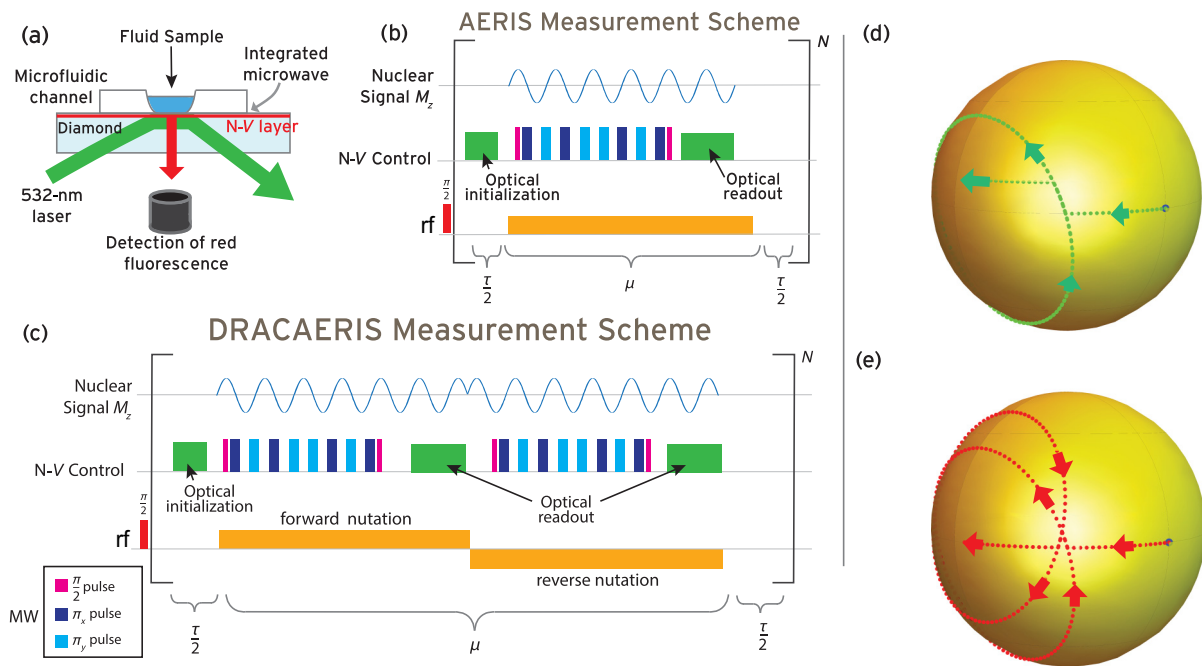 (a)
Fluid Sample
Microfluidic
channel
Integrated
microwave
Diamond
N-V layer
532-nm
laser
Detection of red
fluorescence
(b)
AERIS Measurement Scheme
N
Nuclear
Signal Mz
N-V Control
Optical
initialization
Optical
readout
π/2
rf
τ/2
μ
τ/2
(c)
DRACAERIS Measurement Scheme
N
Nuclear
Signal Mz
N-V Control
Optical
initialization
Optical
readout
π/2
rf
forward nutation
reverse nutation
MW
π/2 pulse
πx pulse
πy pulse
τ/2
μ
τ/2
(d)
(e)